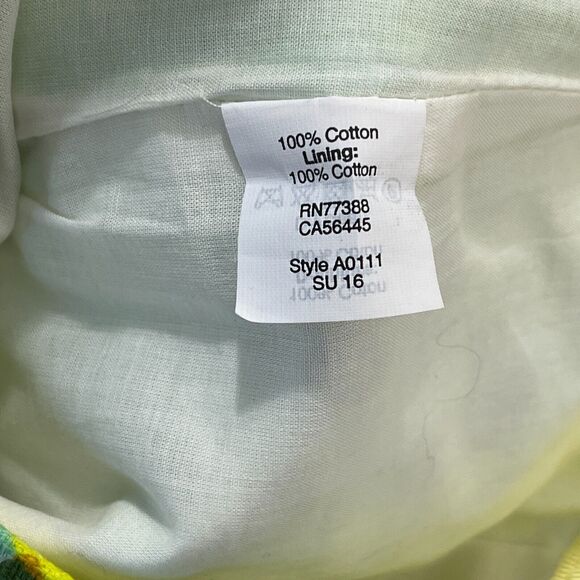 100% Cotton
Lining:
100% Cotton
RN77388
CA56445
Style A0111
SU 16